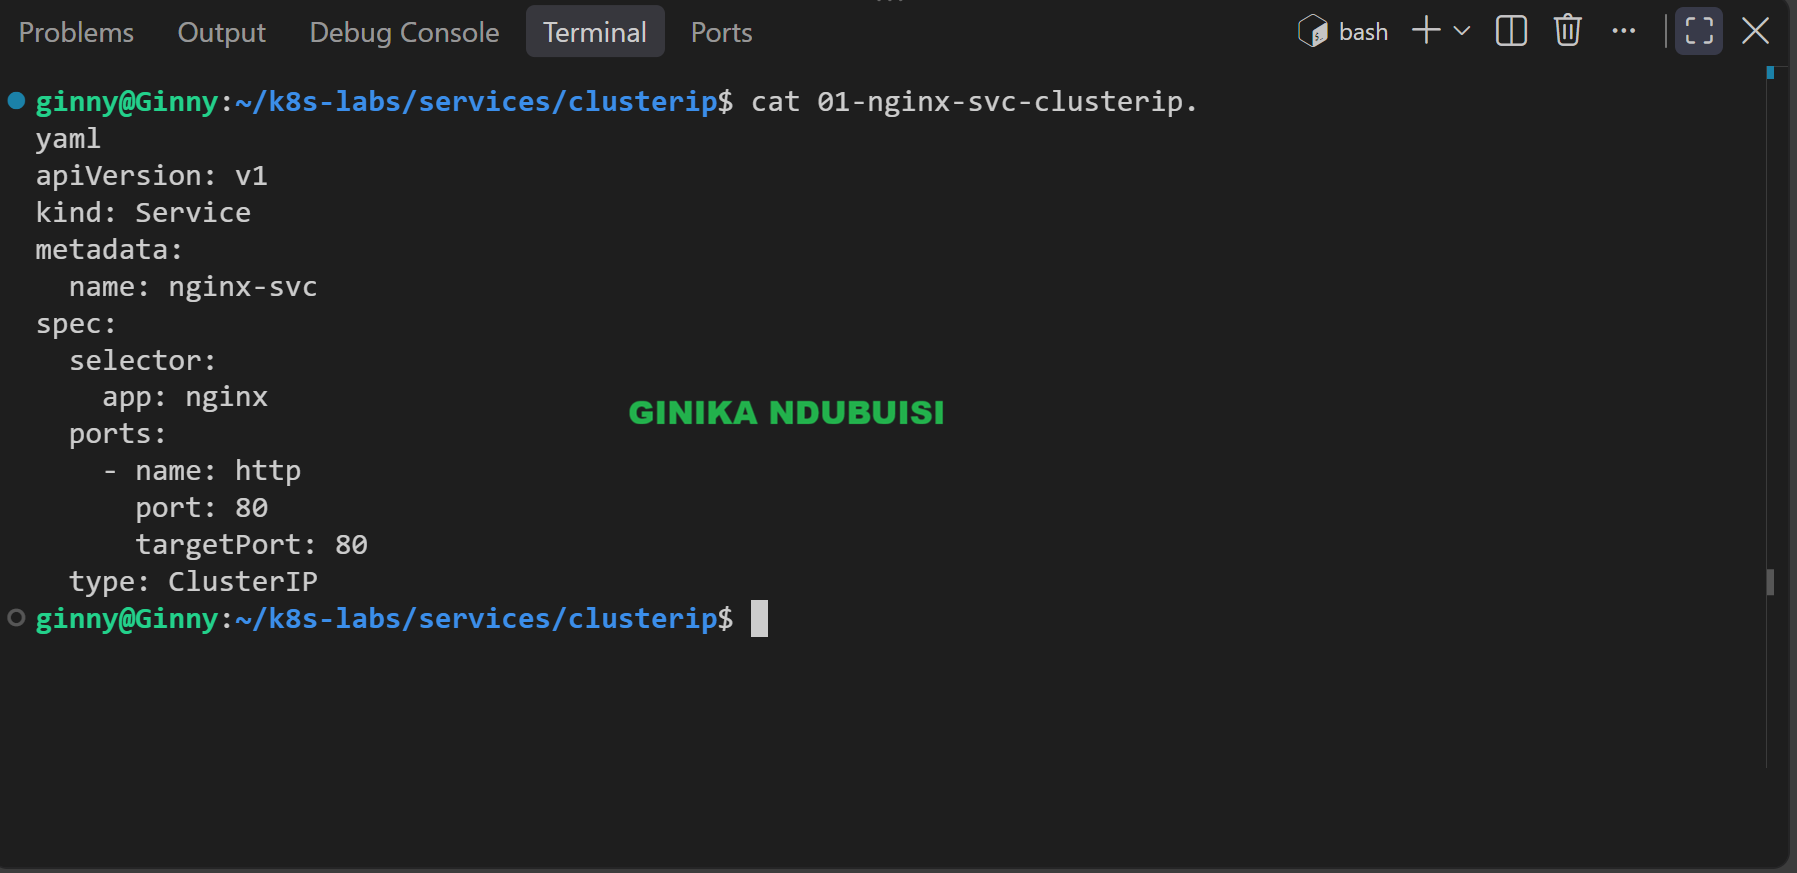 Problems Output Debug Console Terminal Ports bash
ginny@Ginny:~/k8s-labs/services/clusterip$ cat 01-nginx-svc-clusterip.
yaml
apiVersion: v1
kind: Service
metadata:
  name: nginx-svc
spec:
  selector:
    app: nginx
GINIKA NDUBUISI
  ports:
    - name: http
      port: 80
      targetPort: 80
  type: ClusterIP
ginny@Ginny:~/k8s-labs/services/clusterip$